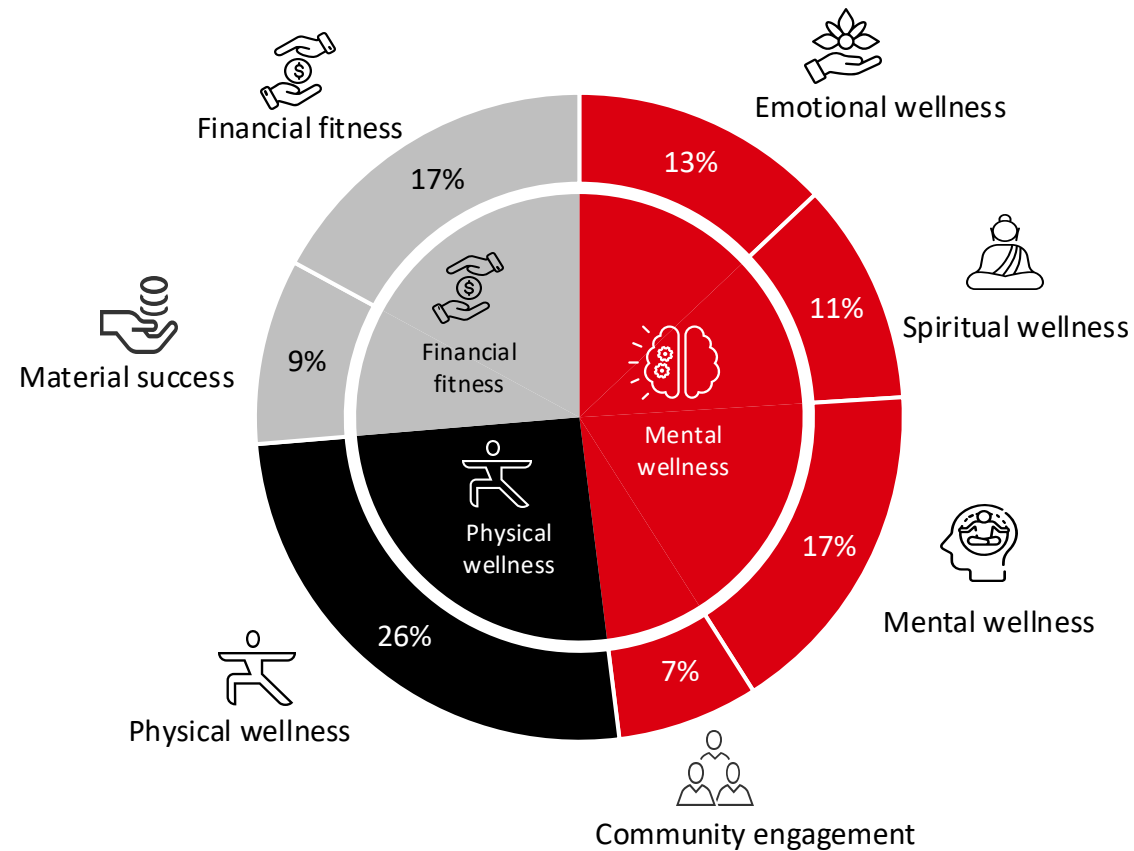 Financial fitness
17%
Emotional wellness
13%
Spiritual wellness
11%
Mental wellness
17%
Community engagement
7%
Physical wellness
26%
Material success
9%
Financial
fitness
Mental
wellness
Physical
wellness
$
$